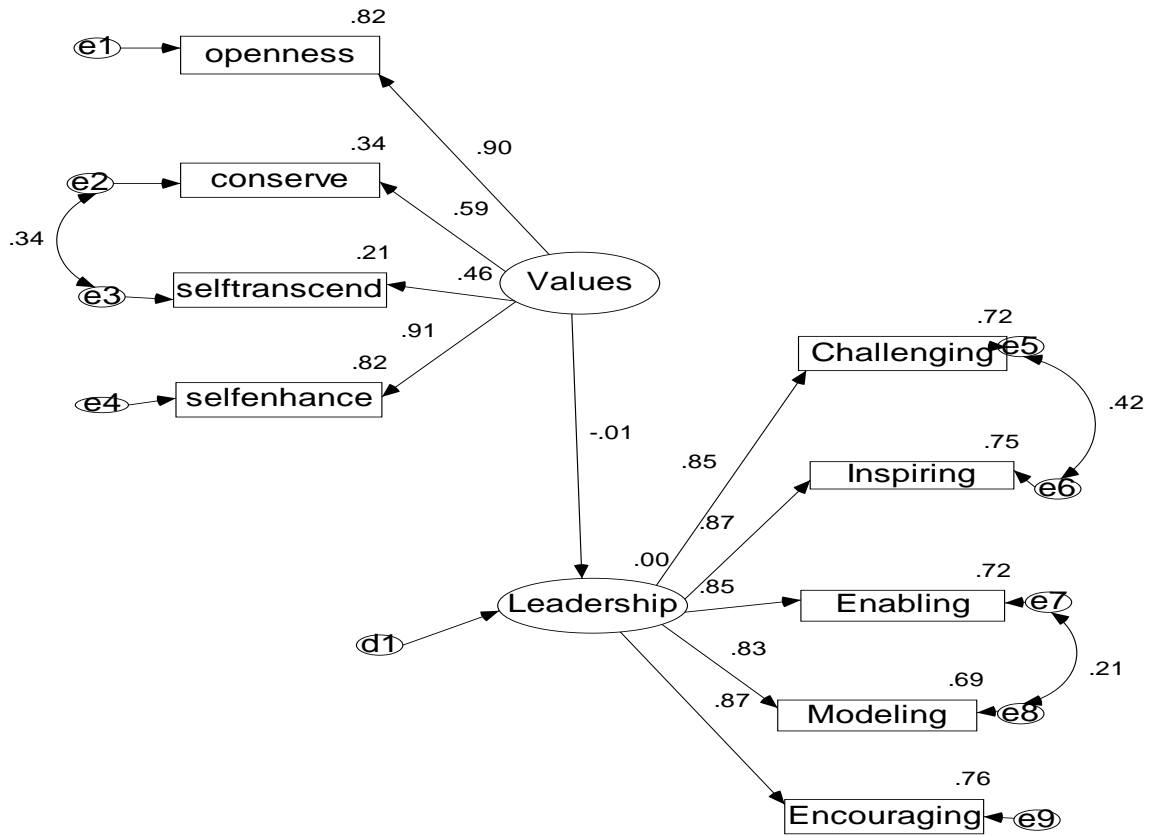 .82
e1
openness
.90
.34
e2
conserve
.59
.34
.21
e3
selftranscend
.46
Values
.91
.82
e4
selfenhance
-.01
.72
Challenging
e5
.42
.85
.75
Inspiring
e6
.87
.00
.85
.72
Leadership
Enabling
e7
d1
.83
.21
.69
.87
Modeling
e8
.76
Encouraging
e9